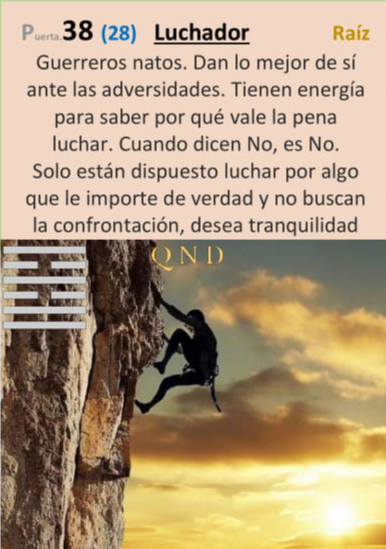 Puerta.38 (28) Luchador Raíz
Guerreros natos. Dan lo mejor de sí
ante las adversidades. Tienen energía
para saber por qué vale la pena
luchar. Cuando dicen No, es No.
Solo están dispuesto luchar por algo
que le importe de verdad y no buscan
la confrontación, desea tranquilidad
QND